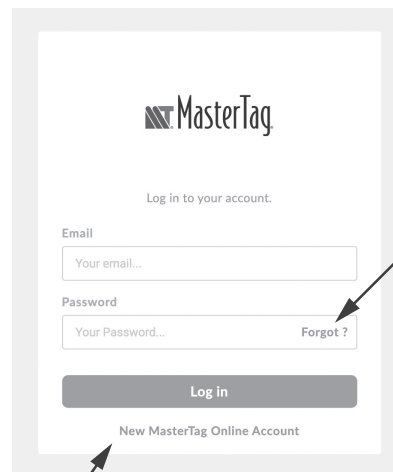 MT. MasterTag.
Log in to your account.
Email
Your email...
Password
Your Password...
Forgot ?
Log in
New MasterTag Online Account